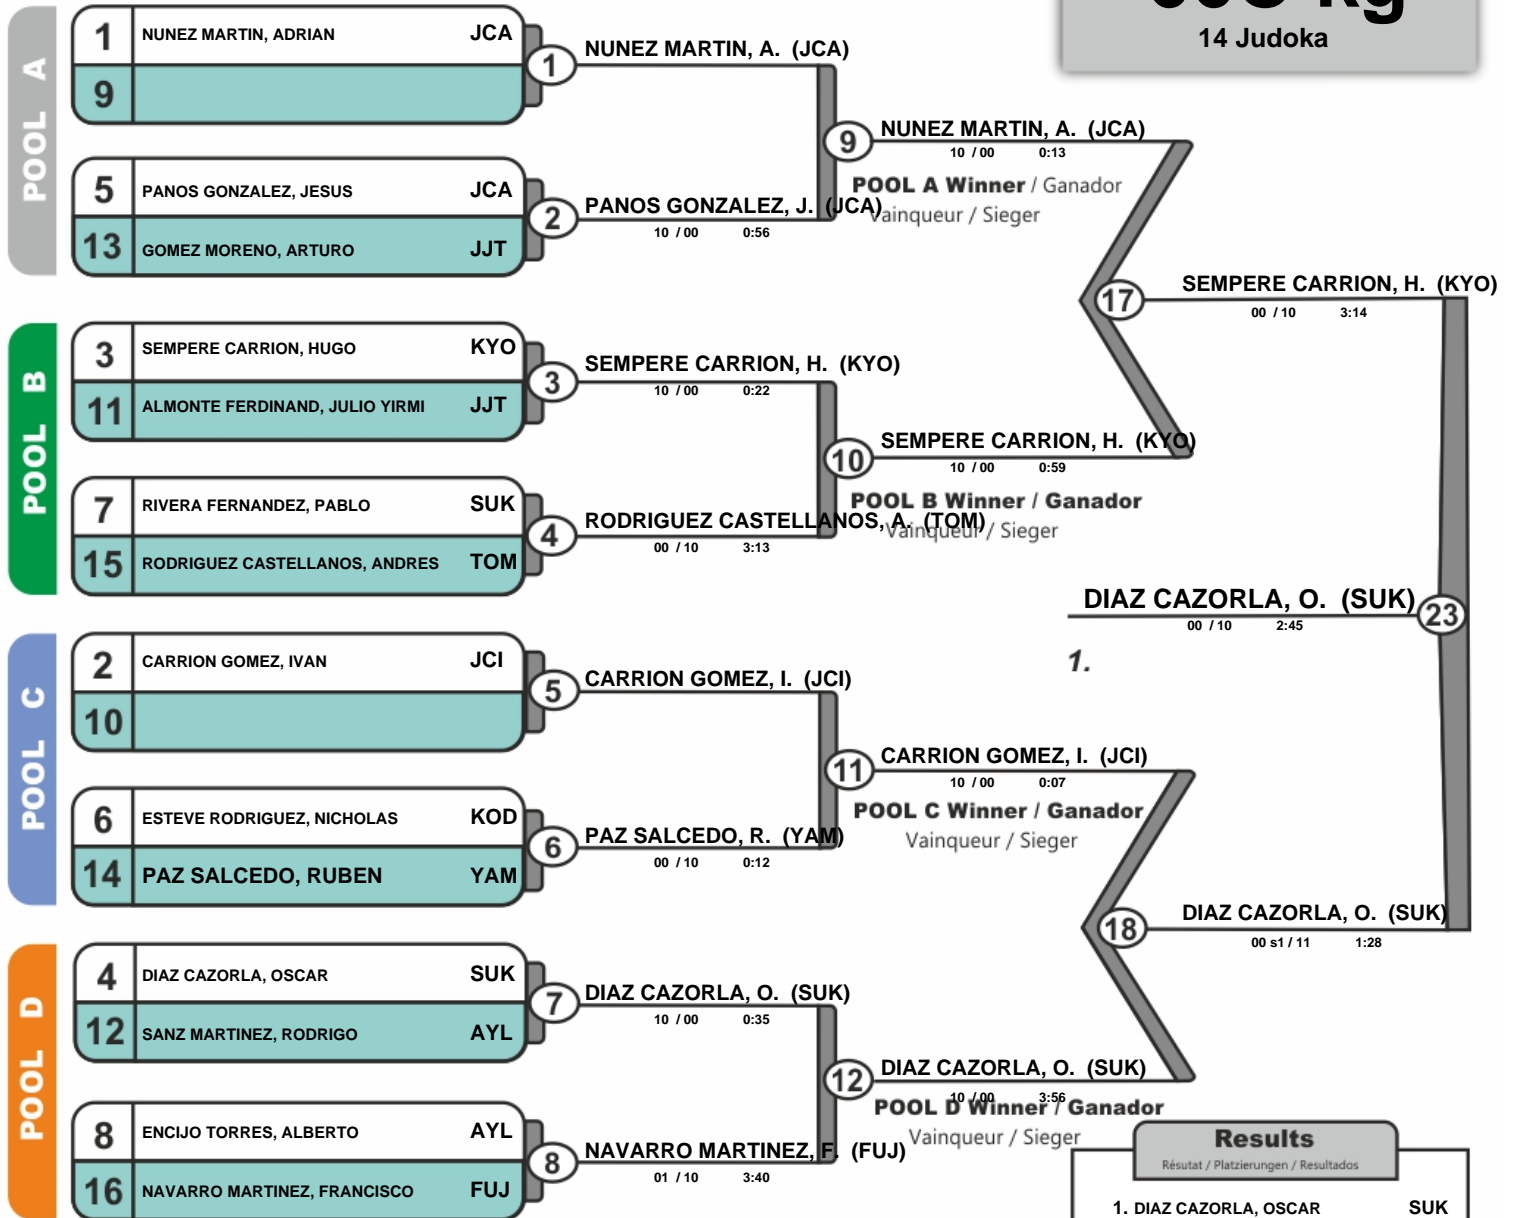 14 Judoka
POOL A
1 NUNEZ MARTIN, ADRIAN JCA
9
5 PANOS GONZALEZ, JESUS JCA
13 GOMEZ MORENO, ARTURO JJT
1 NUNEZ MARTIN, A. (JCA)
2 PANOS GONZALEZ, J. (JCA)
10 / 00 0:56
9 NUNEZ MARTIN, A. (JCA)
10 / 00 0:13
POOL A Winner / Ganador
Vainqueur / Sieger
POOL B
3 SEMPERE CARRION, HUGO KYO
11 ALMONTE FERDINAND, JULIO YIRMI JJT
7 RIVERA FERNANDEZ, PABLO SUK
15 RODRIGUEZ CASTELLANOS, ANDRES TOM
3 SEMPERE CARRION, H. (KYO)
10 / 00 0:22
4 RODRIGUEZ CASTELLANOS, A. (TOM)
00 / 10 3:13
10 SEMPERE CARRION, H. (KYO)
10 / 00 0:59
POOL B Winner / Ganador
Vainqueur / Sieger
17 SEMPERE CARRION, H. (KYO)
00 / 10 3:14
DIAZ CAZORLA, O. (SUK) 23
00 / 10 2:45
1.
POOL C
2 CARRION GOMEZ, IVAN JCI
10
6 ESTEVE RODRIGUEZ, NICHOLAS KOD
14 PAZ SALCEDO, RUBEN YAM
5 CARRION GOMEZ, I. (JCI)
6 PAZ SALCEDO, R. (YAM)
00 / 10 0:12
11 CARRION GOMEZ, I. (JCI)
10 / 00 0:07
POOL C Winner / Ganador
Vainqueur / Sieger
POOL D
4 DIAZ CAZORLA, OSCAR SUK
12 SANZ MARTINEZ, RODRIGO AYL
8 ENCIJO TORRES, ALBERTO AYL
16 NAVARRO MARTINEZ, FRANCISCO FUJ
7 DIAZ CAZORLA, O. (SUK)
10 / 00 0:35
8 NAVARRO MARTINEZ, F. (FUJ)
01 / 10 3:40
12 DIAZ CAZORLA, O. (SUK)
10 / 00 3:56
POOL D Winner / Ganador
Vainqueur / Sieger
18 DIAZ CAZORLA, O. (SUK)
00 s1 / 11 1:28
Results
Résutat / Platzierungen / Resultados
1. DIAZ CAZORLA, OSCAR SUK